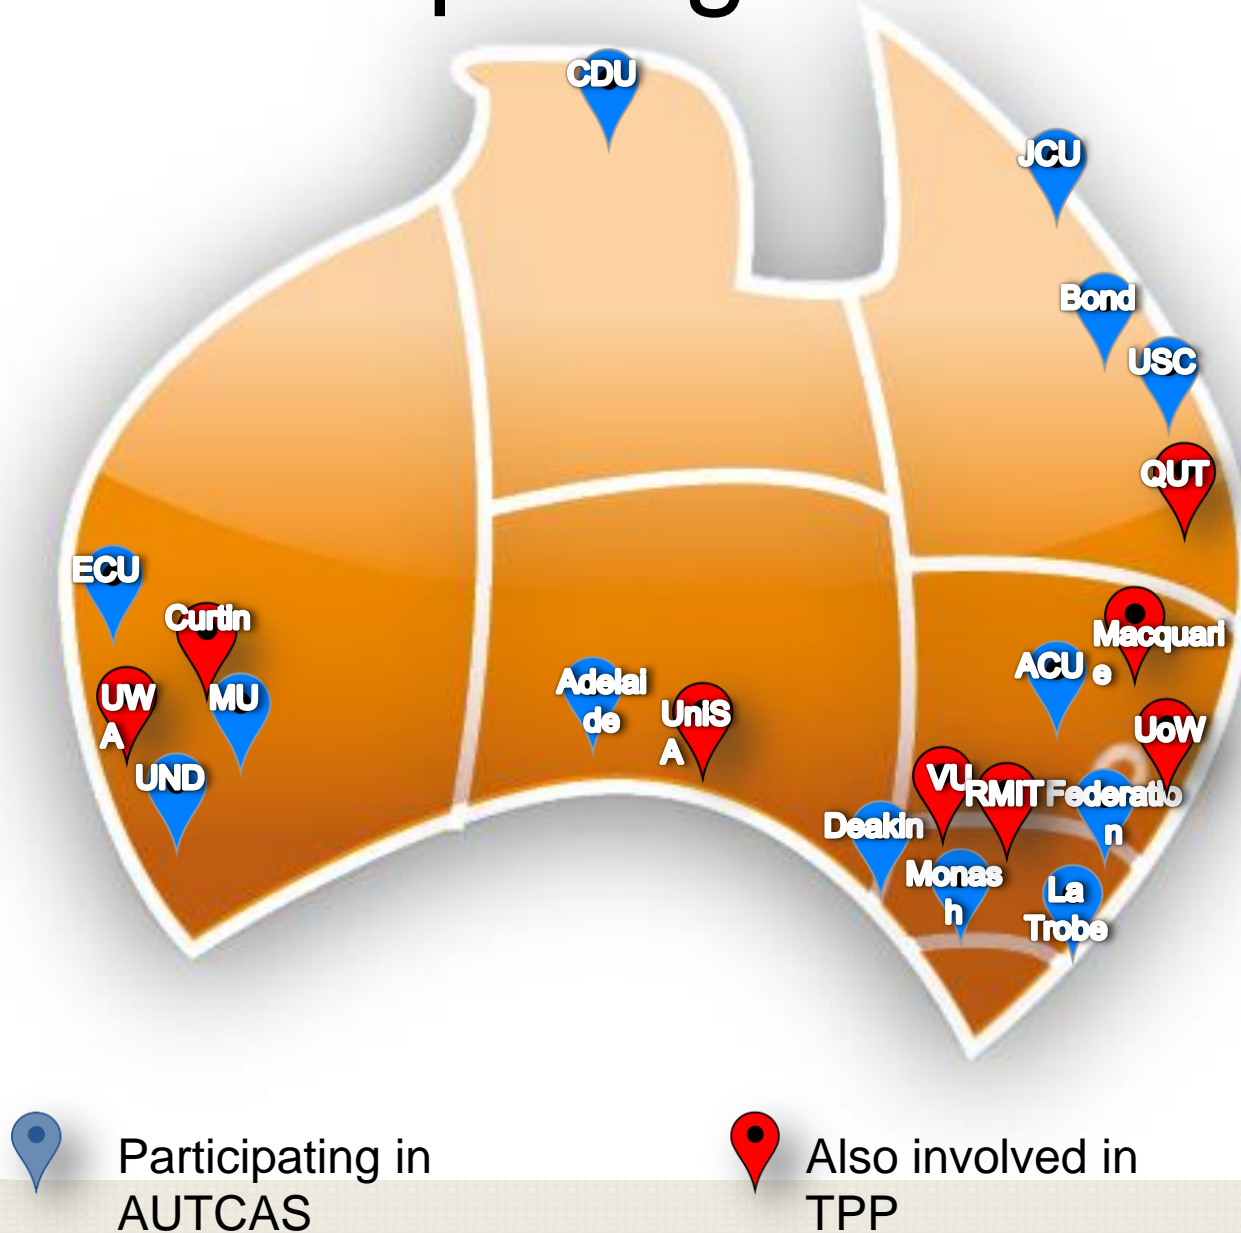 CDU
JCU
Bond
USC
QUT
ECU
Curtin
Macquari
e
ACU
Adelai
de
UW
A
MU
UniS
A
UoW
UND
VU
RMIT
Federatio
n
Deakin
Monas
h
La
Trobe
Participating in
AUTCAS
Also involved in
TPP